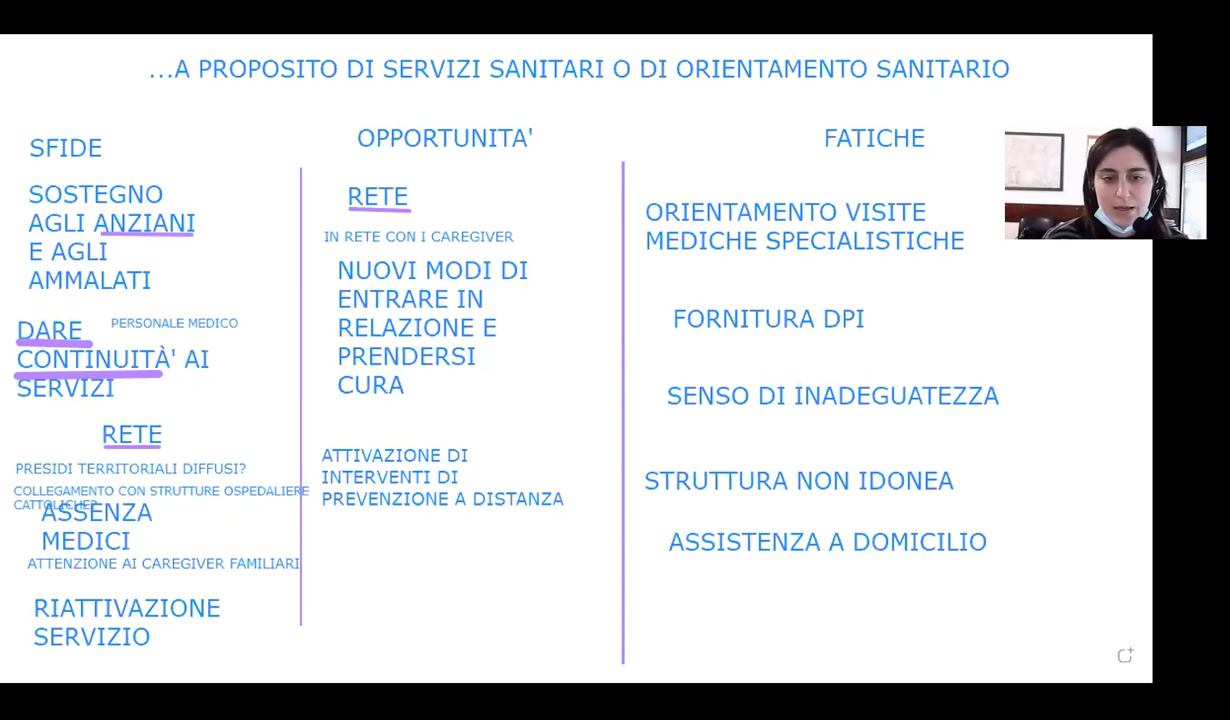 ...A PROPOSITO DI SERVIZI SANITARI O DI ORIENTAMENTO SANITARIO
SFIDE
SOSTEGNO
AGLI ANZIANI
E AGLI
AMMALATI
DARE
PERSONALE MEDICO
CONTINUITÀ' AI
SERVIZI
RETE
PRESIDI TERRITORIALI DIFFUSI?
COLLEGAMENTO CON STRUTTURE OSPEDALIERE
CATTOLICHE?
ASSENZA
MEDICI
ATTENZIONE AI CAREGIVER FAMILIARI
RIATTIVAZIONE
SERVIZIO
OPPORTUNITA'
RETE
IN RETE CON I CAREGIVER
NUOVI MODI DI
ENTRARE IN
RELAZIONE E
PRENDERSI
CURA
ATTIVAZIONE DI
INTERVENTI DI
PREVENZIONE A DISTANZA
FATICHE
ORIENTAMENTO VISITE
MEDICHE SPECIALISTICHE
FORNITURA DPI
SENSO DI INADEGUATEZZA
STRUTTURA NON IDONEA
ASSISTENZA A DOMICILIO